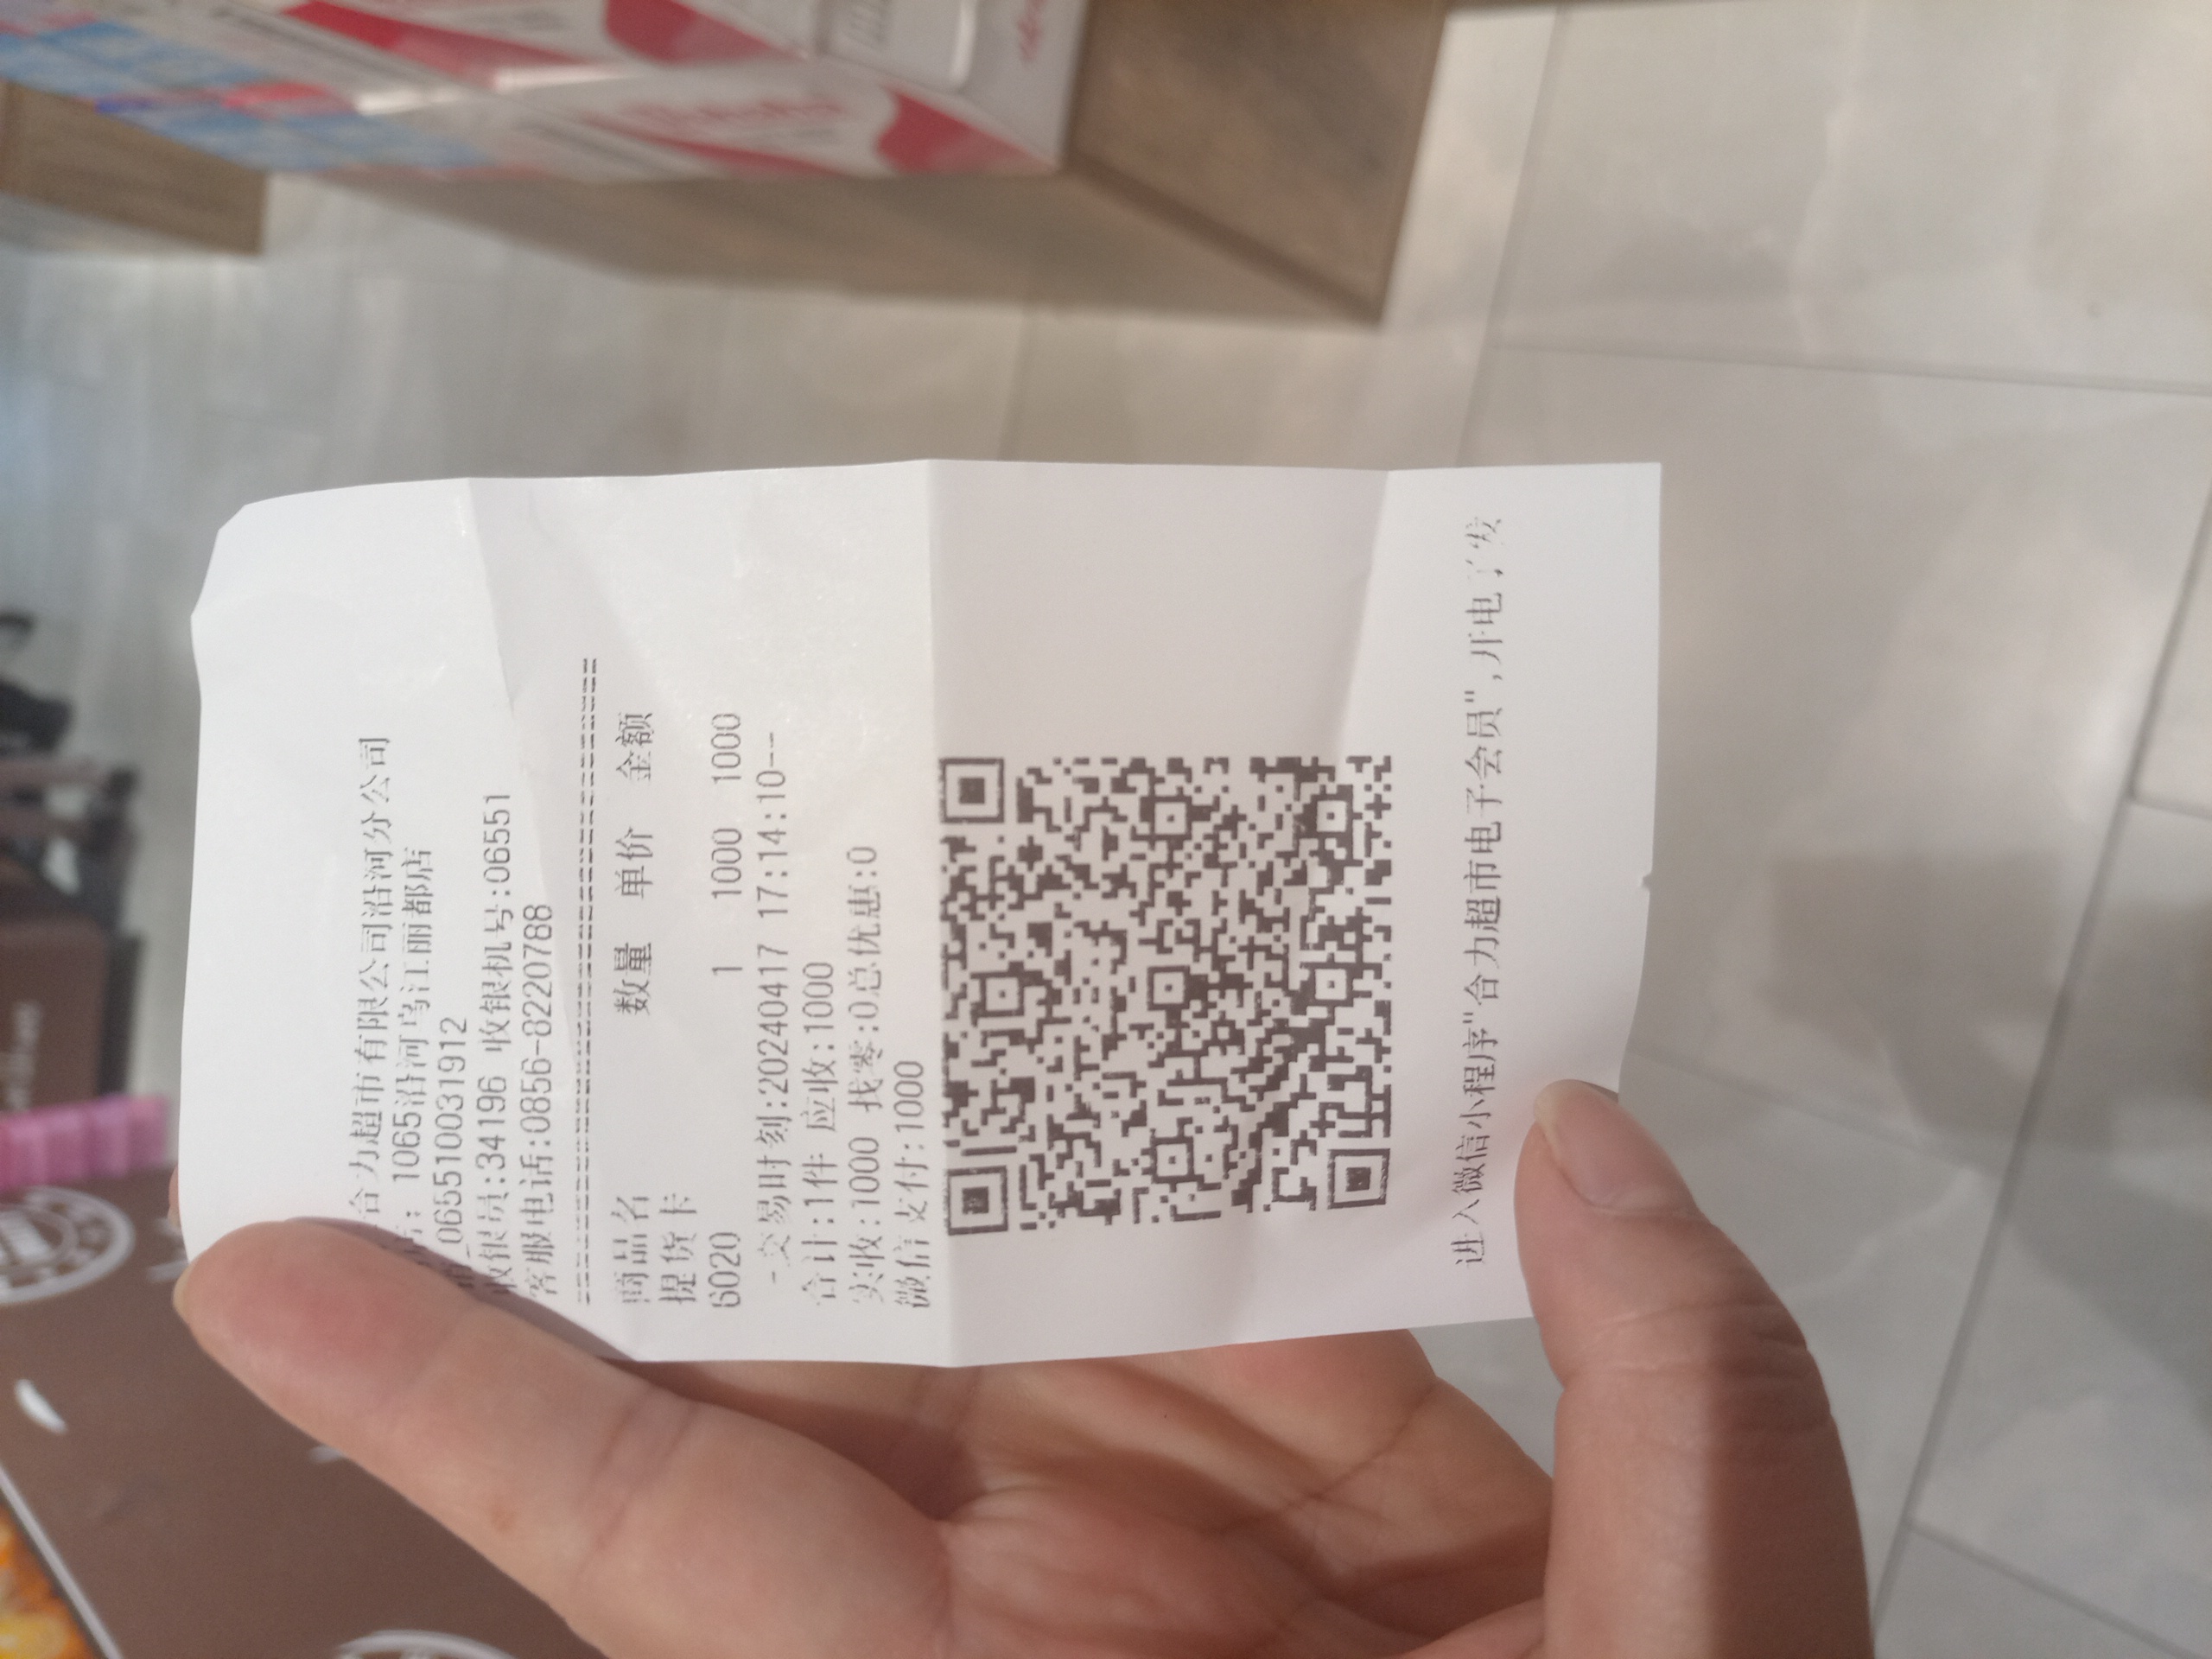 合力超市有限公司沿河分公司
1065沿河乌江丽都店
0655100319​12
收银员:34196 收银机号:06551
客服电话:0856-8220788
商品名 数量 单价 金额
提货卡
6020 1 1000 1000
-交易时刻:20240417 17:14:10--
合计:1件 应收:1000
实收:1000 找零:0总优惠:0
微信支付:1000
进入微信小程序"合力超市电子会员",开电子发